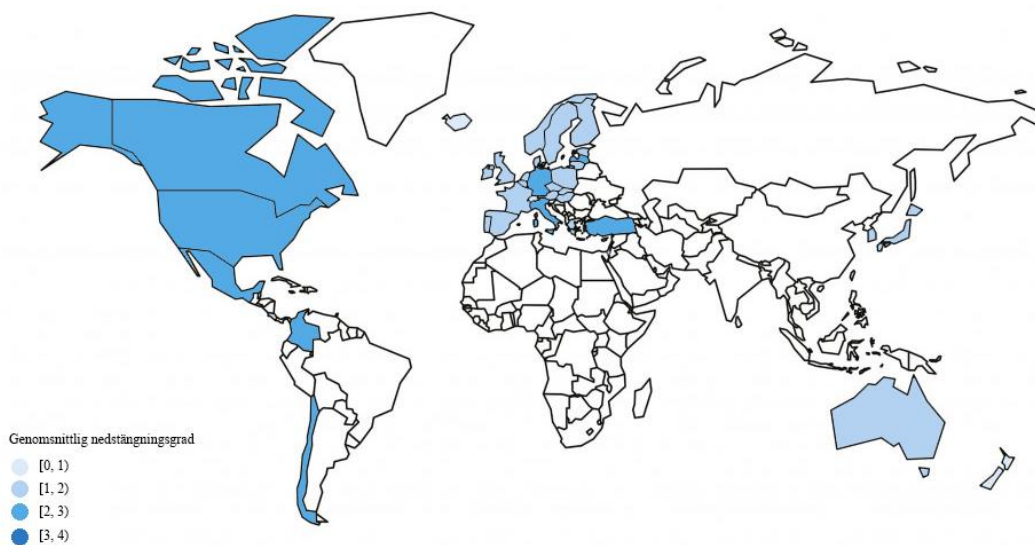 Genomsnittlig nedstängningsgrad
[0, 1)
[1, 2)
[2, 3)
[3, 4)